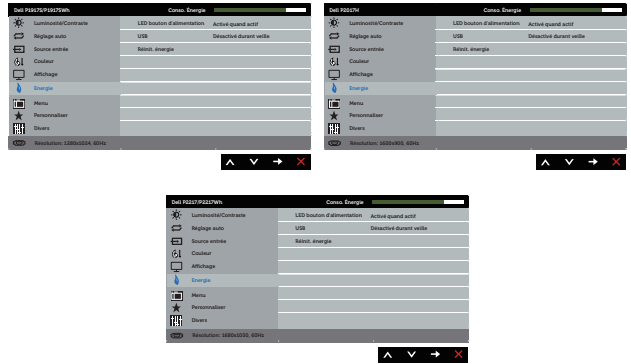 Dell P1917S/P1917SWh Conso. Énergie
Luminosité/Contraste LED bouton d'alimentation Activé quand actif
Réglage auto USB Désactivé durant veille
Source entrée Réinit. énergie
Couleur
Affichage
Energie
Menu
Personnaliser
Divers
Résolution: 1280x1024, 60Hz
Dell P2017H Conso. Énergie
Luminosité/Contraste LED bouton d'alimentation Activé quand actif
Réglage auto USB Désactivé durant veille
Source entrée Réinit. énergie
Couleur
Affichage
Energie
Menu
Personnaliser
Divers
Résolution: 1600x900, 60Hz
Dell P2217/P2217Wh Conso. Énergie
Luminosité/Contraste LED bouton d'alimentation Activé quand actif
Réglage auto USB Désactivé durant veille
Source entrée Réinit. énergie
Couleur
Affichage
Energie
Menu
Personnaliser
Divers
Résolution: 1680x1050, 60Hz